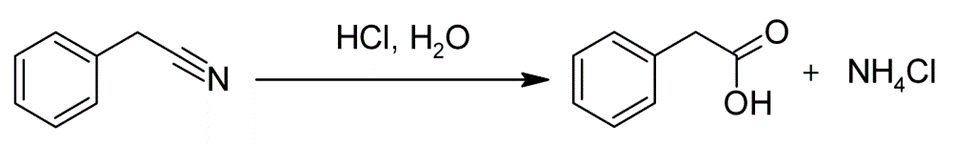 HCl, H₂O
N
O
OH
+ NH₄Cl